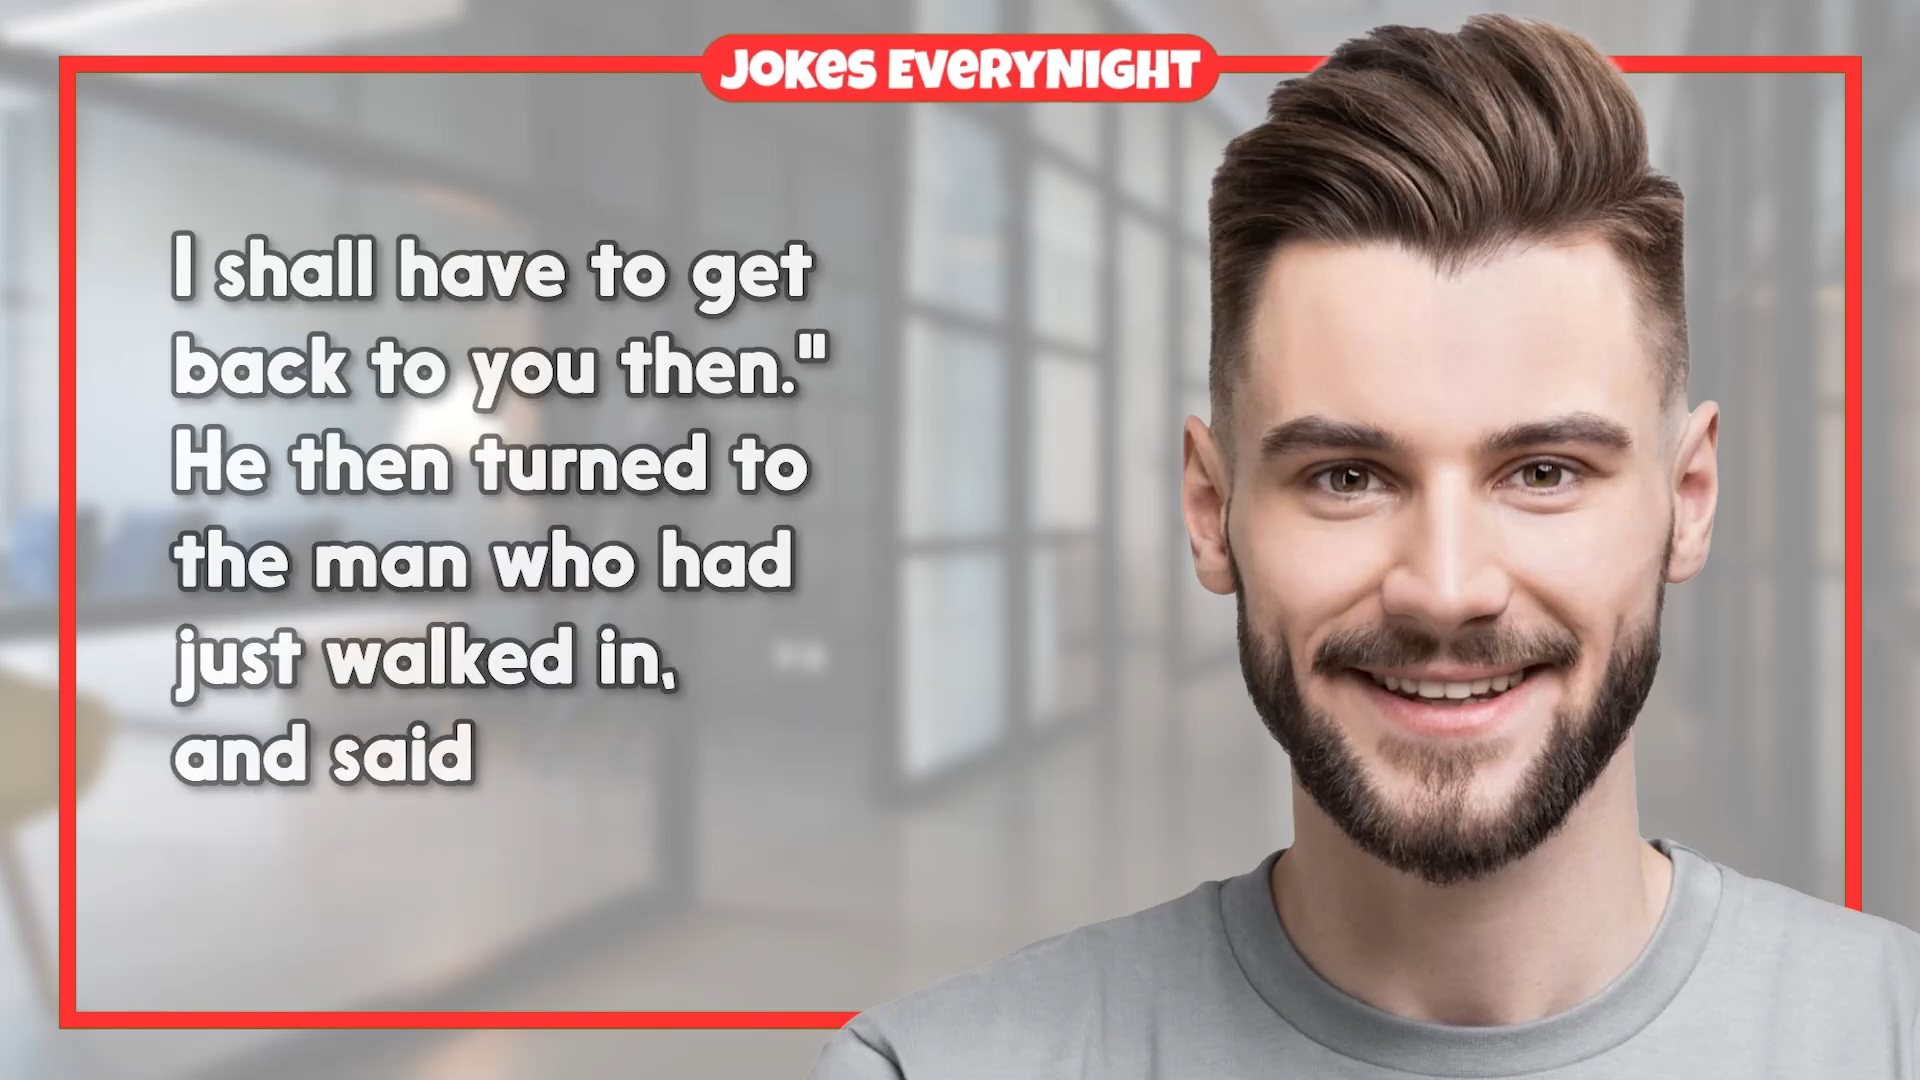 JOKES EVERYNIGHT
I shall have to get
back to you then."
He then turned to
the man who had
just walked in,
and said